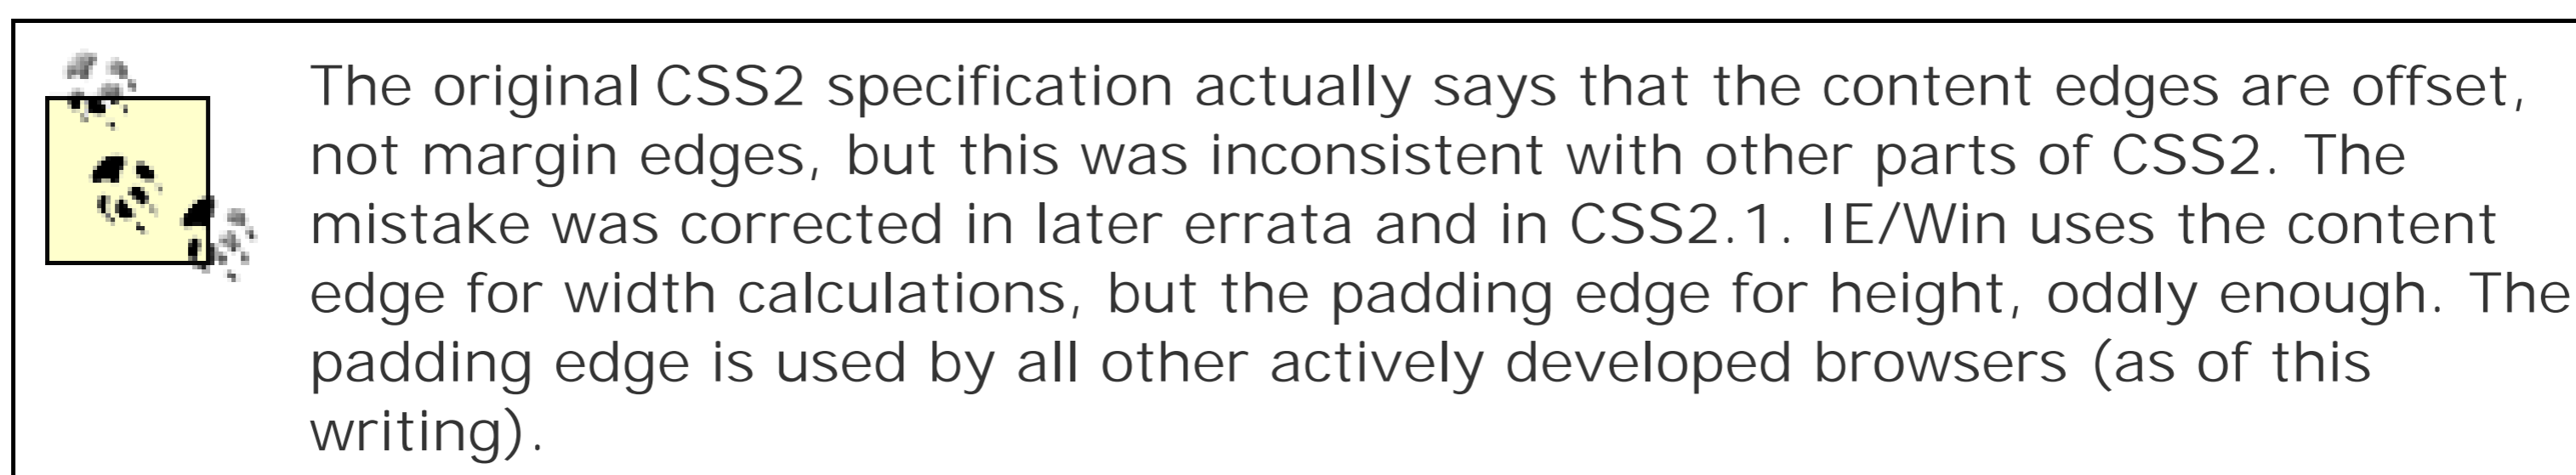 The original CSS2 specification actually says that the content edges are offset,
not margin edges, but this was inconsistent with other parts of CSS2. The
mistake was corrected in later errata and in CSS2.1. IE/Win uses the content
edge for width calculations, but the padding edge for height, oddly enough. The
padding edge is used by all other actively developed browsers (as of this
writing).